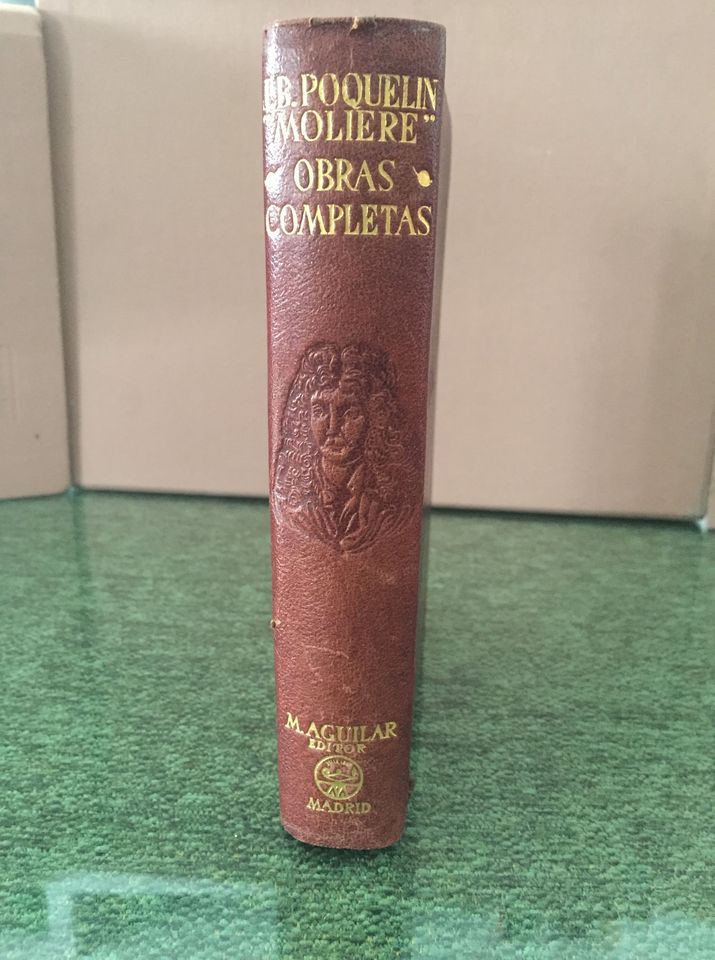 J.B. POQUELIN
"MOLIERE"
OBRAS
COMPLETAS
M. AGUILAR
EDITOR
MADRID